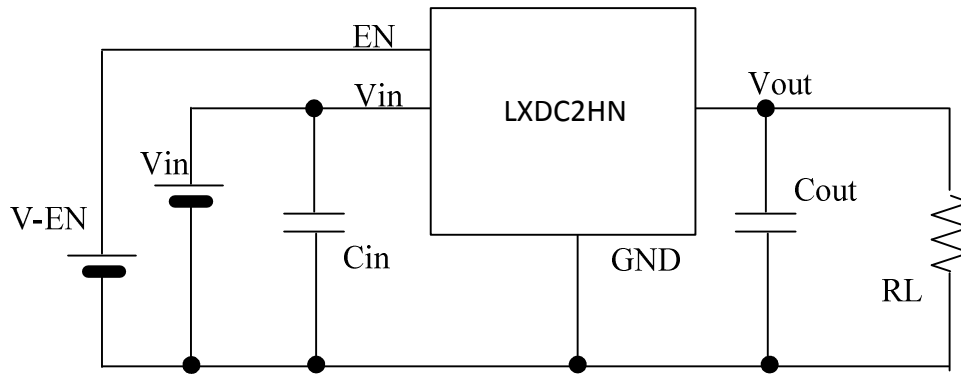 EN
Vin
LXDC2HN
Vout
Vin
V-EN
Cin
GND
Cout
RL